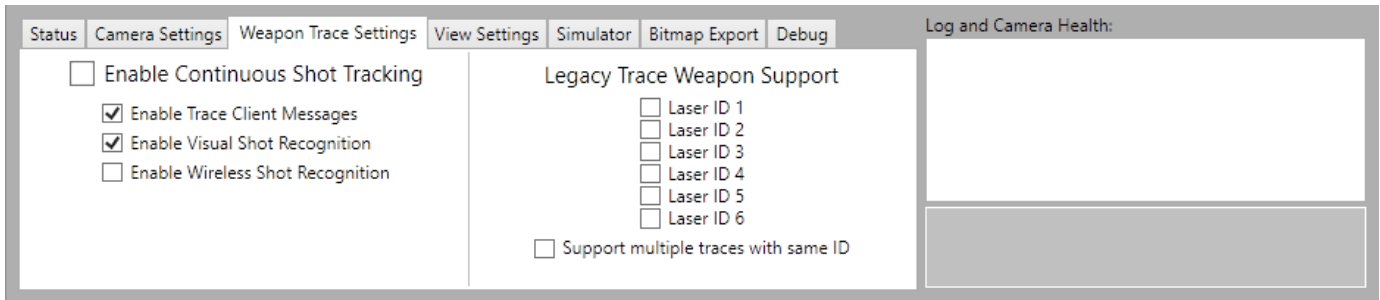 Status
Camera Settings
Weapon Trace Settings
View Settings
Simulator
Bitmap Export
Debug
Enable Continuous Shot Tracking
Enable Trace Client Messages
Enable Visual Shot Recognition
Enable Wireless Shot Recognition
Legacy Trace Weapon Support
Laser ID 1
Laser ID 2
Laser ID 3
Laser ID 4
Laser ID 5
Laser ID 6
Support multiple traces with same ID
Log and Camera Health: